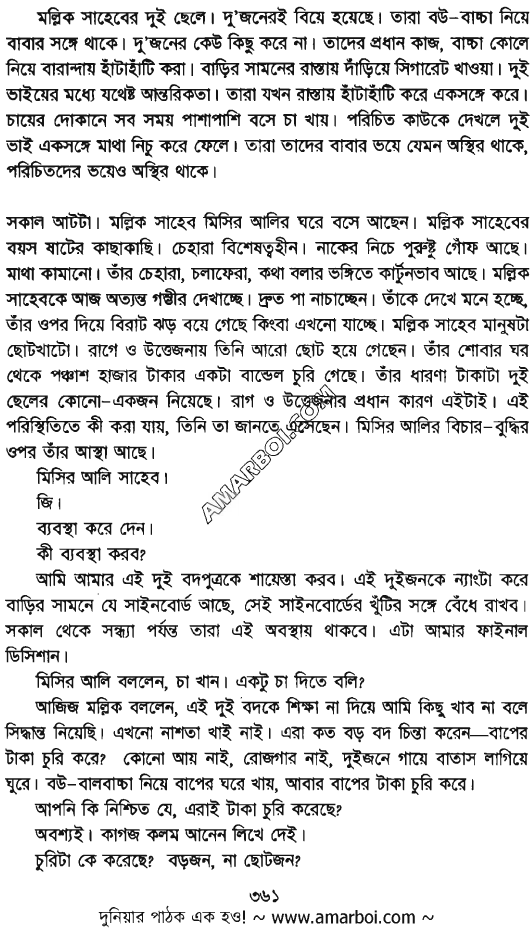 মল্লিক সাহেবের দুই ছেলে। দু'জনেরই বিয়ে হয়েছে। তারা বউ-বাচ্চা নিয়ে
বাবার সঙ্গে থাকে। দু'জনের কেউ কিছু করে না। তাদের প্রধান কাজ, বাচ্চা কোলে
নিয়ে বারান্দায় হাঁটাহাঁটি করা। বাড়ির সামনের রাস্তায় দাঁড়িয়ে সিগারেট খাওয়া। দুই
ভাইয়ের মধ্যে যথেষ্ট আন্তরিকতা। তারা যখন রাস্তায় হাঁটাহাঁটি করে একসঙ্গে করে।
চায়ের দোকানে সব সময় পাশাপাশি বসে চা খায়। পরিচিত কাউকে দেখলে দুই
ভাই একসঙ্গে মাথা নিচু করে ফেলে। তারা তাদের বাবার ভয়ে যেমন অস্থির থাকে,
পরিচিতদের ভয়েও অস্থির থাকে।
সকাল আটটা। মল্লিক সাহেব মিসির আলির ঘরে বসে আছেন। মল্লিক সাহেবের
বয়স ষাটের কাছাকাছি। চেহারা বিশেষত্বহীন। নাকের নিচে পুরুষ্টু গোঁফ আছে।
মাথা কামানো। তাঁর চেহারা, চলাফেরা, কথা বলার ভঙ্গিতে কার্টুনভাব আছে। মল্লিক
সাহেবকে আজ অত্যন্ত গম্ভীর দেখাচ্ছে। দ্রুত পা নাচাচ্ছেন। তাঁকে দেখে মনে হচ্ছে,
তাঁর ওপর দিয়ে বিরাট ঝড় বয়ে গেছে কিংবা এখনো যাচ্ছে। মল্লিক সাহেব মানুষটা
ছোটখাটো। রাগে ও উত্তেজনায় তিনি আরো ছোট হয়ে গেছেন। তাঁর শোবার ঘর
থেকে পঞ্চাশ হাজার টাকার একটা বান্ডেল চুরি গেছে। তাঁর ধারণা টাকাটা দুই
ছেলের কোনো-একজন নিয়েছে। রাগ ও উত্তেজনার প্রধান কারণ এইটাই। এই
পরিস্থিতিতে কী করা যায়, তিনি তা জানতে এসেছেন। মিসির আলির বিচার-বুদ্ধির
ওপর তাঁর আস্থা আছে।
মিসির আলি সাহেব।
জি।
ব্যবস্থা করে দেন।
কী ব্যবস্থা করব?
আমি আমার এই দুই বদপুত্রকে শায়েস্তা করব। এই দুইজনকে ন্যাংটা করে
বাড়ির সামনে যে সাইনবোর্ড আছে, সেই সাইনবোর্ডের খুঁটির সঙ্গে বেঁধে রাখব।
সকাল থেকে সন্ধ্যা পর্যন্ত তারা এই অবস্থায় থাকবে। এটা আমার ফাইনাল
ডিসিশান।
মিসির আলি বললেন, চা খান। একটু চা দিতে বলি?
আজিজ মল্লিক বললেন, এই দুই বদকে শিক্ষা না দিয়ে আমি কিছু খাব না বলে
সিদ্ধান্ত নিয়েছি। এখনো নাশতা খাই নাই। এরা কত বড় বদ চিন্তা করেন—বাপের
টাকা চুরি করে? কোনো আয় নাই, রোজগার নাই, দুইজনে গায়ে বাতাস লাগিয়ে
ঘুরে। বউ-বালবাচ্চা নিয়ে বাপের ঘরে খায়, আবার বাপের টাকা চুরি করে।
আপনি কি নিশ্চিত যে, এরাই টাকা চুরি করেছে?
অবশ্যই। কাগজ কলম আনেন লিখে দেই।
চুরিটা কে করেছে? বড়জন, না ছোটজন?
৩৬১
দুনিয়ার পাঠক এক হও! ~ www.amarboi.com ~
AMARBOI.COM